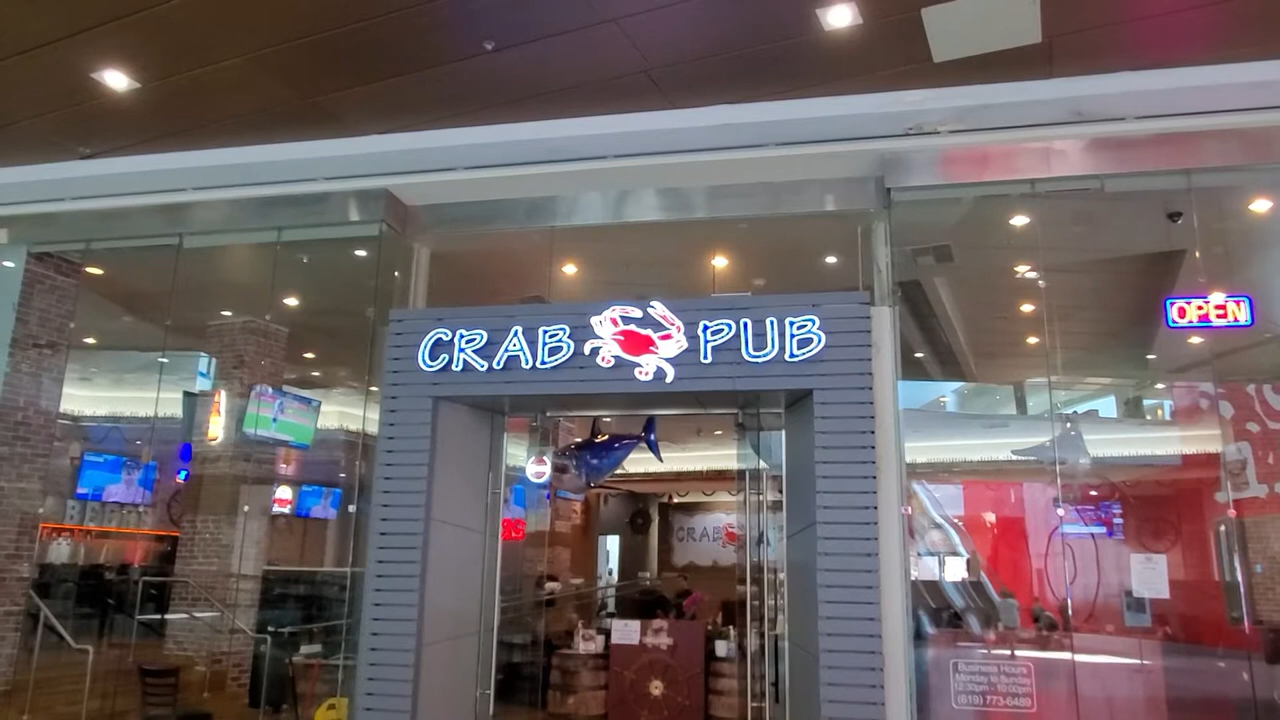 CRAB PUB
OPEN
CRAB
Business Hours
Monday to Sunday
12:30pm - 10:00pm
(619) 773-6489